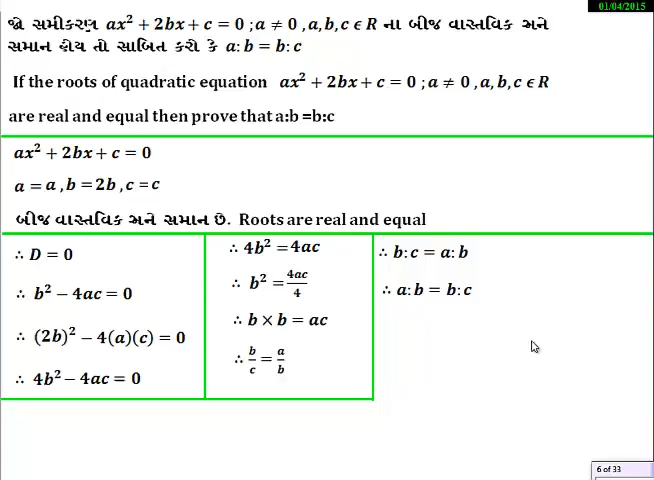 01/04/2015
જો સમીકરણ ax² + 2bx + c = 0 ; a ≠ 0 , a, b, c ϵ R ના બીજ વાસ્તવિક અને
સમાન હોય તો સાબિત કરો કે a: b = b: c
If the roots of quadratic equation ax² + 2bx + c = 0 ; a ≠ 0 , a, b, c ϵ R
are real and equal then prove that a:b =b:c
ax² + 2bx + c = 0
a = a , b = 2b , c = c
બીજ વાસ્તવિક અને સમાન છે. Roots are real and equal
∴ D = 0
∴ b² − 4ac = 0
∴ (2b)² − 4(a)(c) = 0
∴ 4b² − 4ac = 0
∴ 4b² = 4ac
∴ b² = 4ac/4
∴ b × b = ac
∴ b/c = a/b
∴ b: c = a: b
∴ a: b = b: c
6 of 33